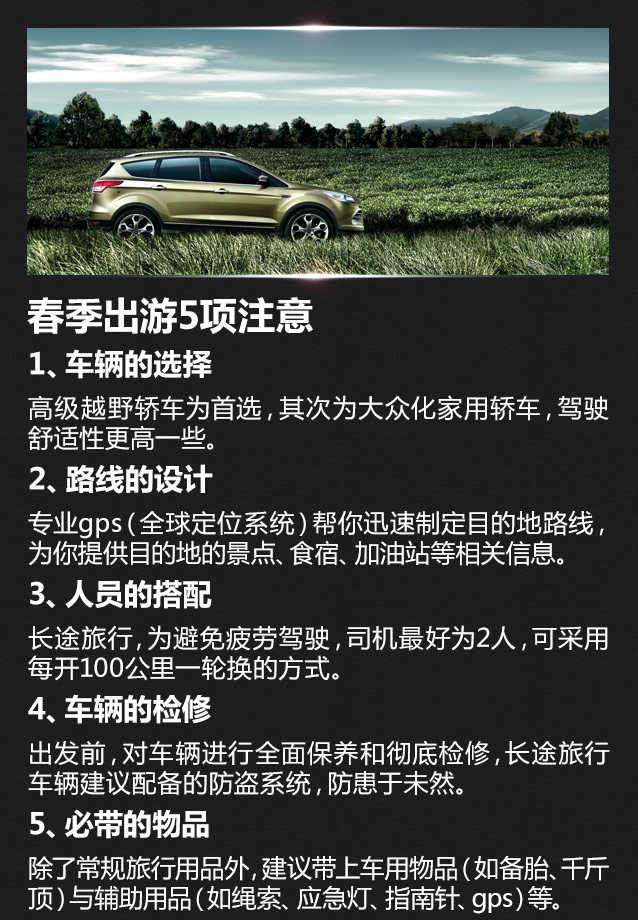 春季出游5项注意
1、车辆的选择
高级越野轿车为首选,其次为大众化家用轿车,驾驶
舒适性更高一些。
2、路线的设计
专业gps(全球定位系统)帮你迅速制定目的地路线,
为你提供目的地的景点、食宿、加油站等相关信息。
3、人员的搭配
长途旅行,为避免疲劳驾驶,司机最好为2人,可采用
每开100公里一轮换的方式。
4、车辆的检修
出发前,对车辆进行全面保养和彻底检修,长途旅行
车辆建议配备的防盗系统,防患于未然。
5、必带的物品
除了常规旅行用品外,建议带上车用物品(如备胎、千斤
顶)与辅助用品(如绳索、应急灯、指南针、gps)等。